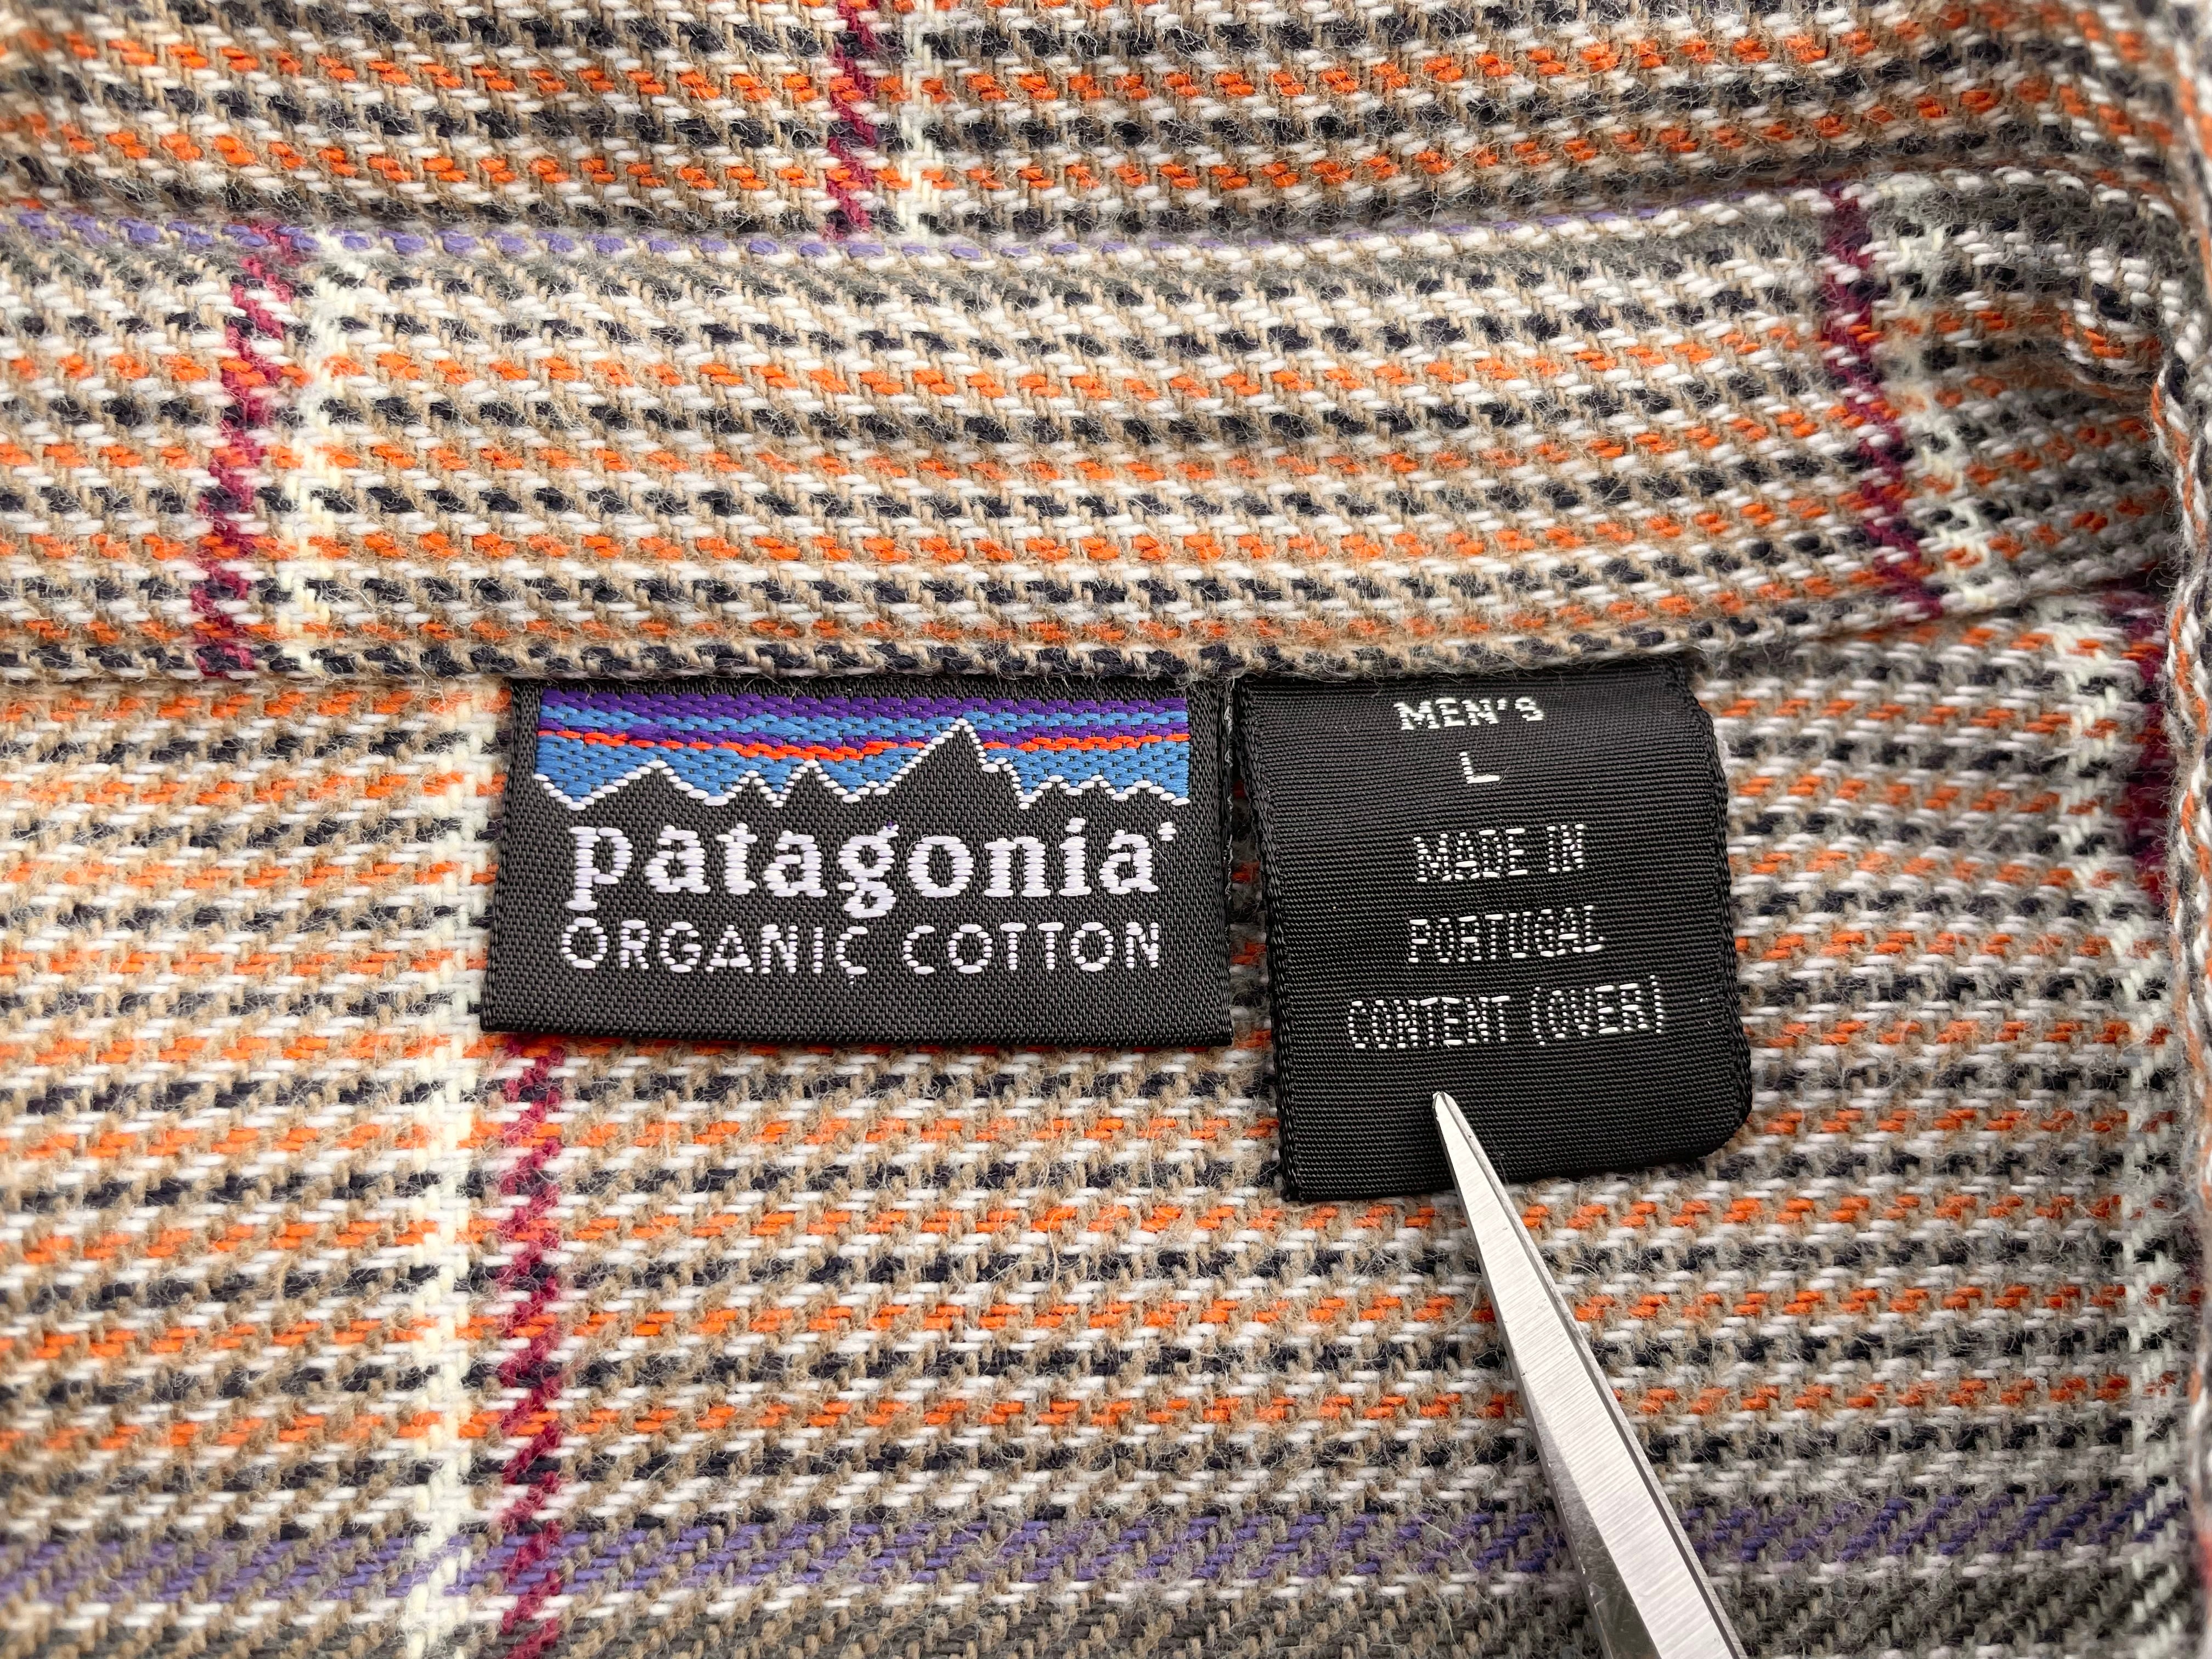 patagonia
ORGANIC COTTON
MEN'S
L
MADE IN
PORTUGAL
CONTENT (OVER)